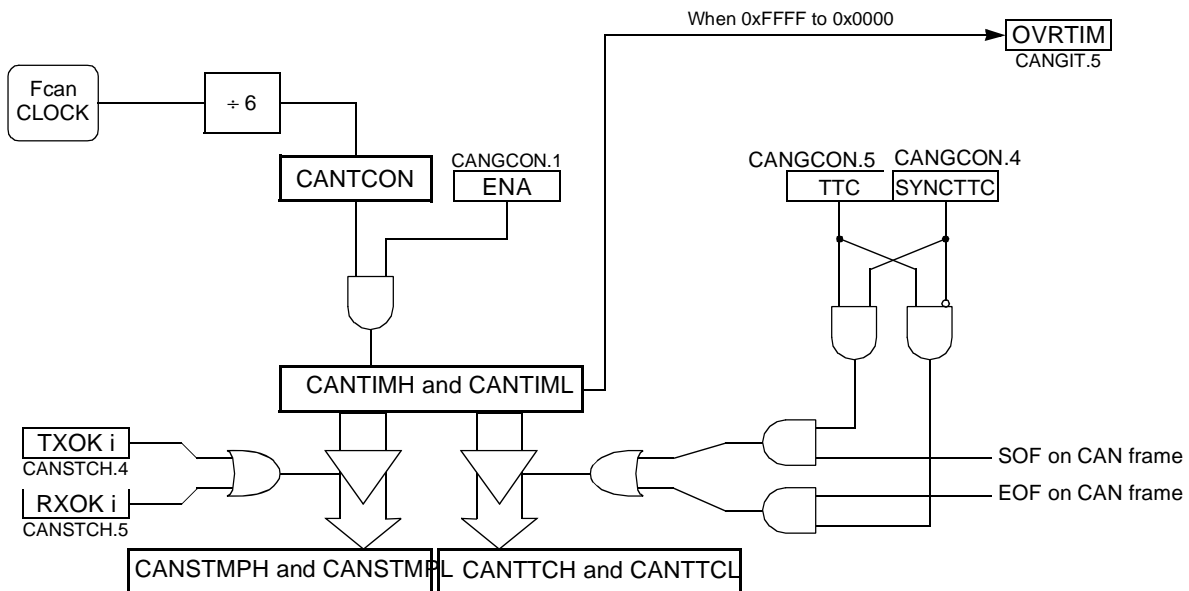 When 0xFFFF to 0x0000
OVRTIM
CANGIT.5
Fcan
CLOCK
÷ 6
CANTCON
CANGCON.1
ENA
CANGCON.5
CANGCON.4
TTC
SYNCTTC
CANTIMH and CANTIML
TXOK i
CANSTCH.4
RXOK i
CANSTCH.5
SOF on CAN frame
EOF on CAN frame
CANSTMPH and CANSTMPL
CANTTCH and CANTTCL